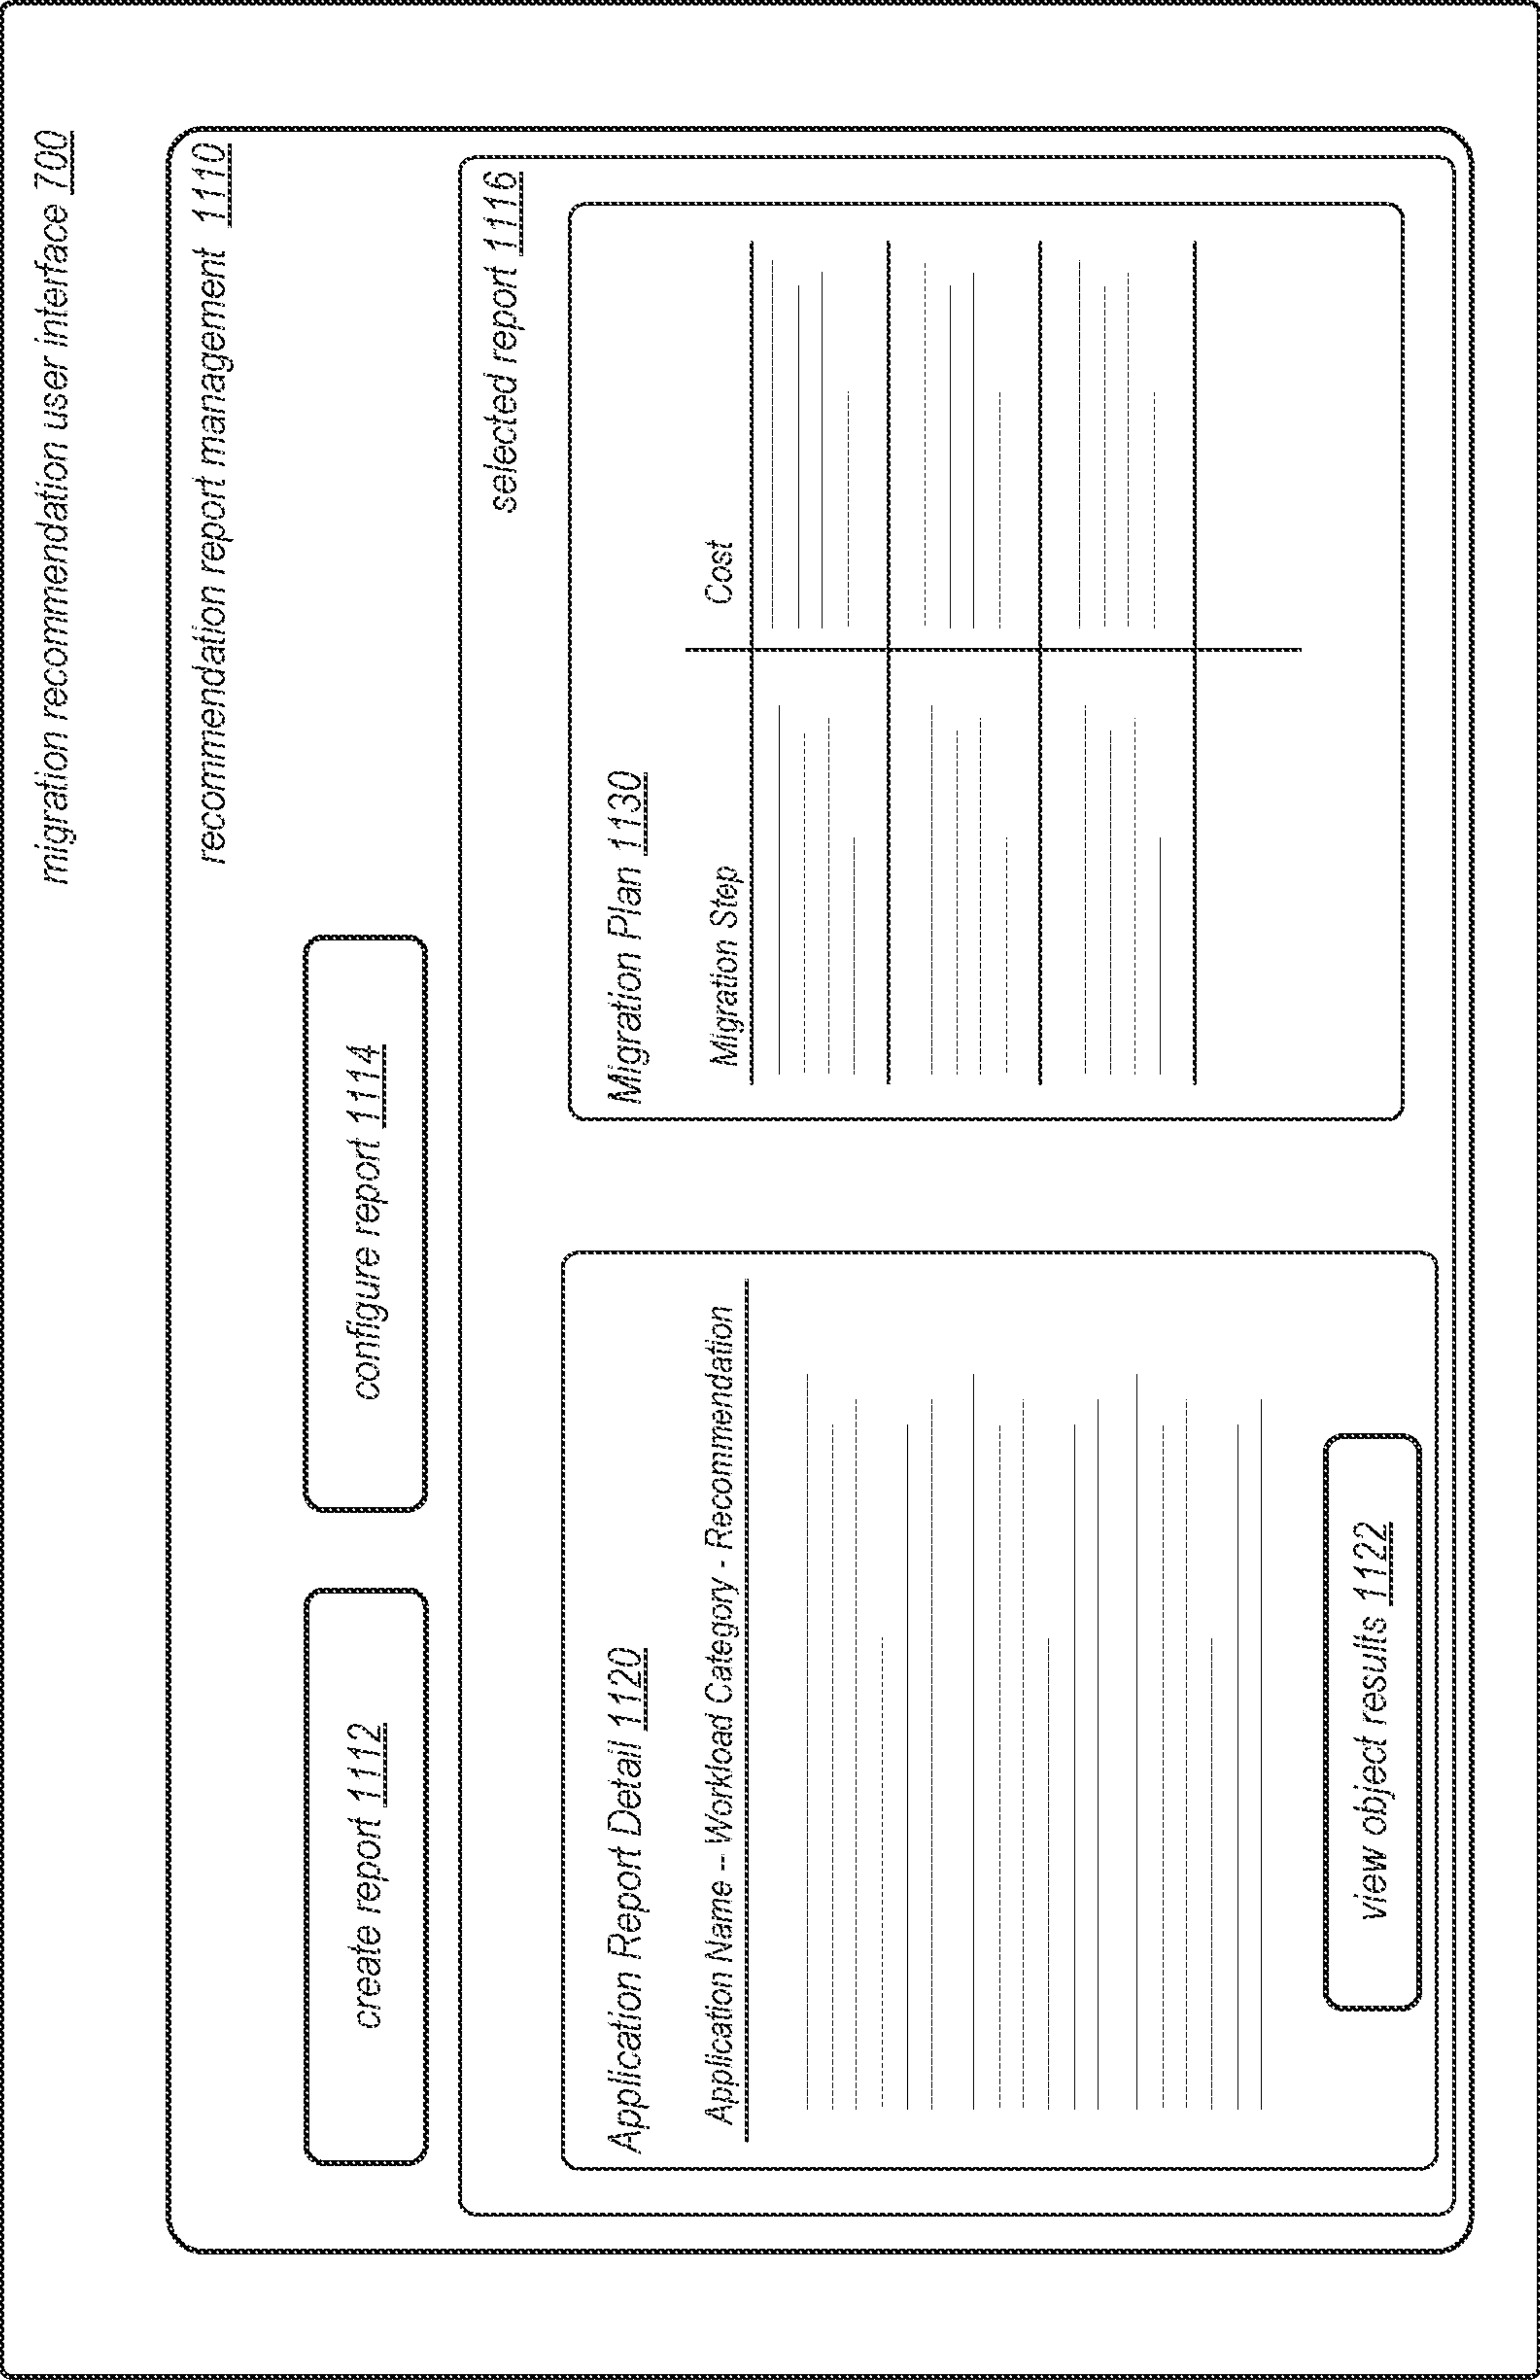 migration recommendation user interface 700
recommendation report management 1110
create report 1112
configure report 1114
selected report 1116
Application Report Detail 1120
Application Name -- Workload Category - Recommendation
view object results 1122
Migration Plan 1130
Migration Step
Cost